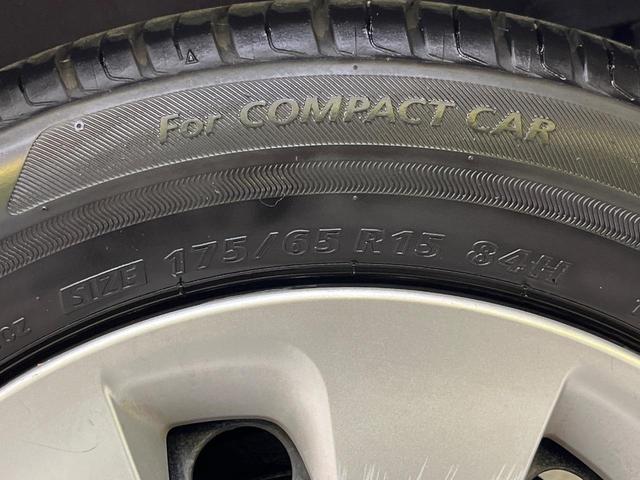 For COMPACT CAR
SIZE 175/65 R15 84H